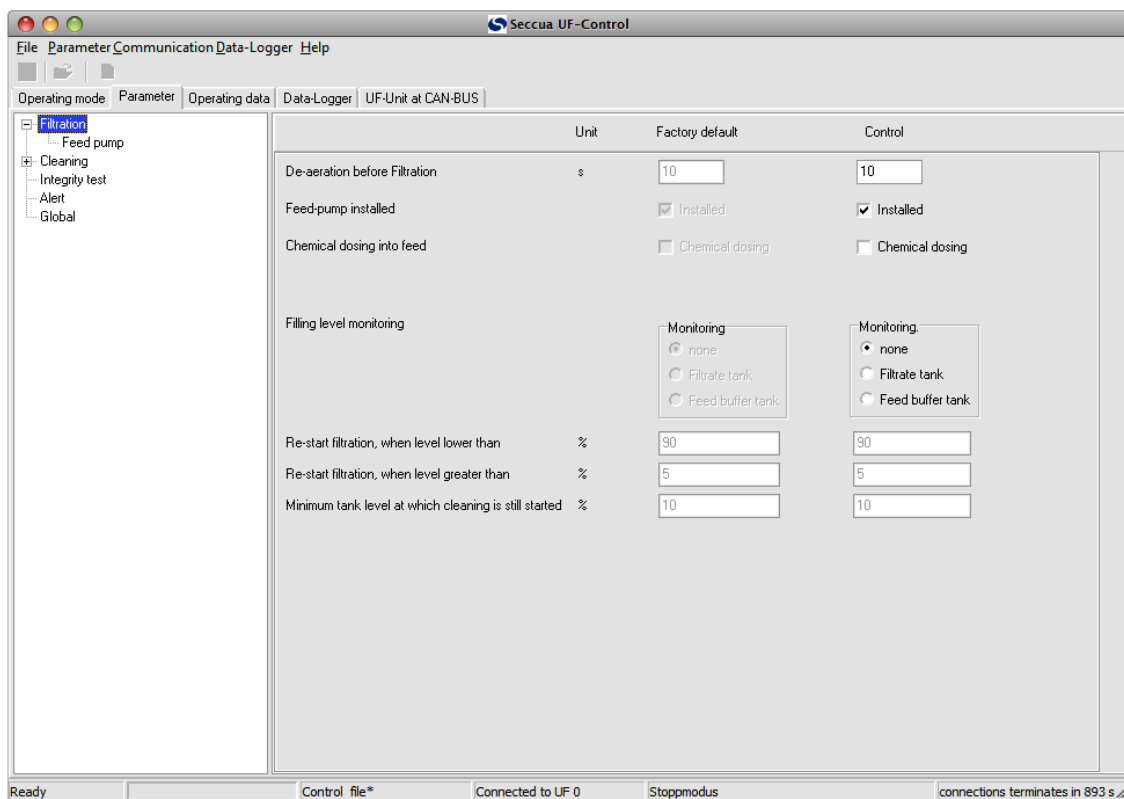 Seccua UF-Control
File Parameter Communication Data-Logger Help
Operating mode Parameter Operating data Data-Logger UF-Unit at CAN-BUS
Filtration
Feed pump
Cleaning
Integrity test
Alert
Global
Unit Factory default Control
De-aeration before Filtration s 10 10
Feed-pump installed Installed Installed
Chemical dosing into feed Chemical dosing Chemical dosing
Filling level monitoring Monitoring Monitoring.
none none
Filtrate tank Filtrate tank
Feed buffer tank Feed buffer tank
Re-start filtration, when level lower than % 90 90
Re-start filtration, when level greater than % 5 5
Minimum tank level at which cleaning is still started % 10 10
Ready Control file* Connected to UF 0 Stoppmodus connections terminates in 893 s